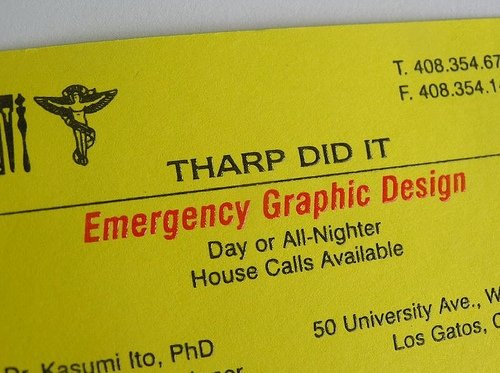 T. 408.354.67
F. 408.354.1
THARP DID IT
Emergency Graphic Design
Day or All-Nighter
House Calls Available
50 University Ave., W
Los Gatos, C
Dr. Kasumi Ito, PhD